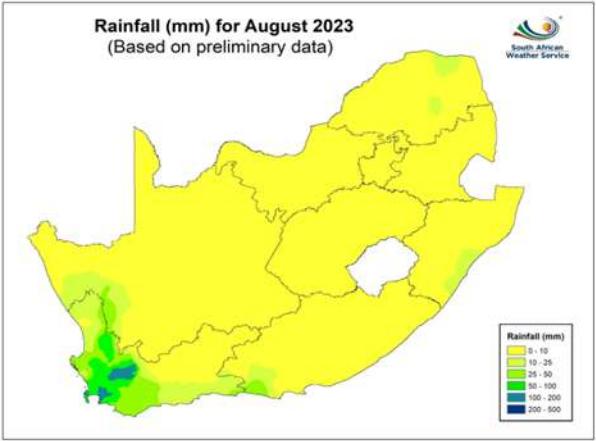 Rainfall (mm) for August 2023
(Based on preliminary data)
South African
Weather Service
Rainfall (mm)
0 - 10
10 - 25
25 - 50
50 - 100
100 - 200
200 - 500